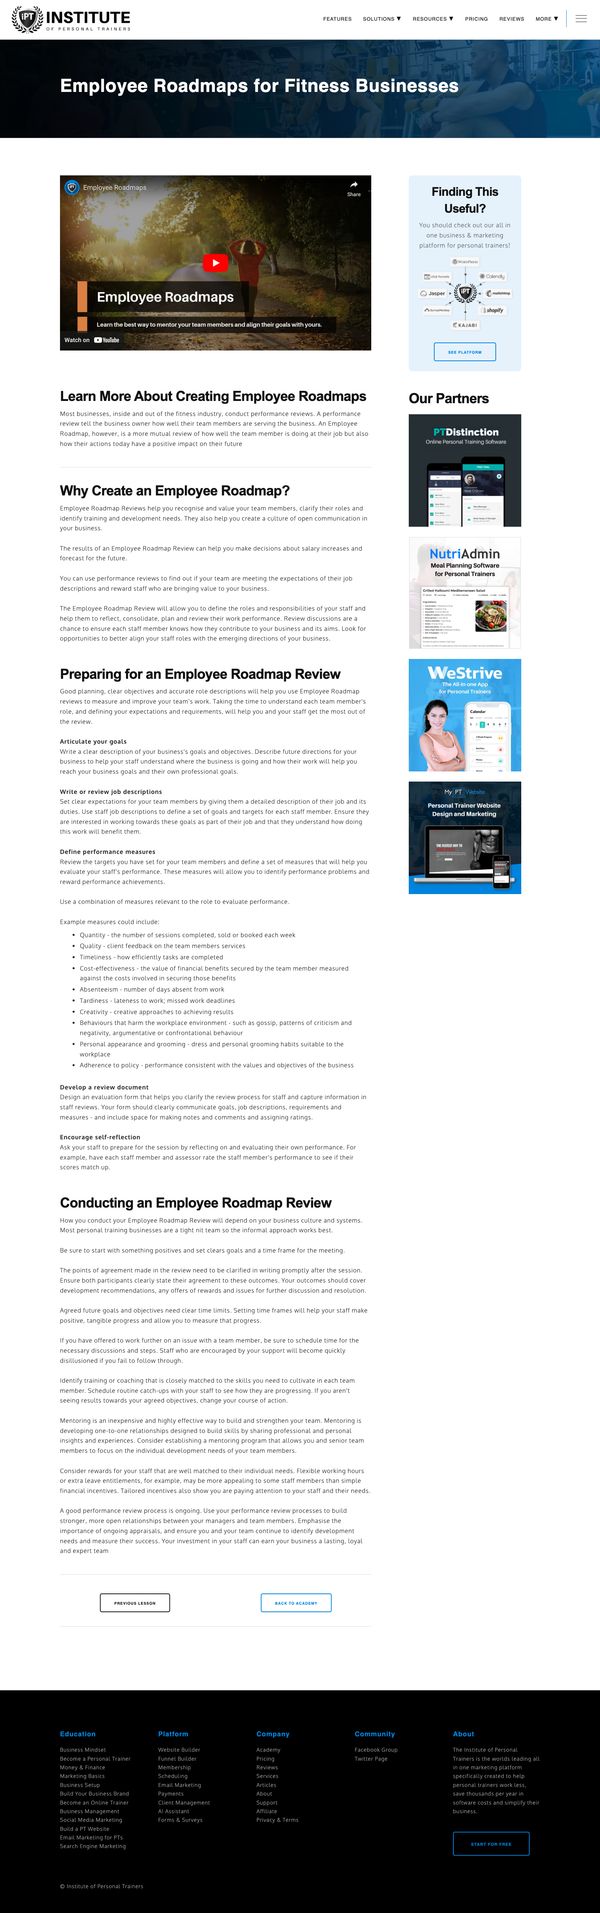 IPT INSTITUTE
OF PERSONAL TRAINERS
FEATURES SOLUTIONS ▼ RESOURCES ▼ PRICING REVIEWS MORE ▼
Employee Roadmaps for Fitness Businesses
Employee Roadmaps
Share
Employee Roadmaps
Learn the best way to mentor your team members and align their goals with yours.
Watch on YouTube
Learn More About Creating Employee Roadmaps
Most businesses, inside and out of the fitness industry, conduct performance reviews. A performance
review tell the business owner how well their team members are serving the business. An Employee
Roadmap, however, is a more mutual review of how well the team member is doing at their job but also
how their actions today have a positive impact on their future
Why Create an Employee Roadmap?
Employee Roadmap Reviews help you recognise and value your team members, clarify their roles and
identify training and development needs. They also help you create a culture of open communication in
your business.
The results of an Employee Roadmap Review can help you make decisions about salary increases and
forecast for the future.
You can use performance reviews to find out if your team are meeting the expectations of their job
descriptions and reward staff who are bringing value to your business.
The Employee Roadmap Review will allow you to define the roles and responsibilities of your staff and
help them to reflect, consolidate, plan and review their work performance. Review discussions are a
chance to ensure each staff member knows how they contribute to your business and its aims. Look for
opportunities to better align your staff roles with the emerging directions of your business.
Preparing for an Employee Roadmap Review
Good planning, clear objectives and accurate role descriptions will help you use Employee Roadmap
reviews to measure and improve your team's work. Taking the time to understand each team member's
role, and defining your expectations and requirements, will help you and your staff get the most out of
the review.
Articulate your goals
Write a clear description of your business's goals and objectives. Describe future directions for your
business to help your staff understand where the business is going and how their work will help you
reach your business goals and their own professional goals.
Write or review job descriptions
Set clear expectations for your team members by giving them a detailed description of their job and its
duties. Use staff job descriptions to define a set of goals and targets for each staff member. Ensure they
are interested in working towards these goals as part of their job and that they understand how doing
this work will benefit them.
Define performance measures
Review the targets you have set for your team members and define a set of measures that will help you
evaluate your staff's performance. These measures will allow you to identify performance problems and
reward performance achievements.
Use a combination of measures relevant to the role to evaluate performance.
Example measures could include:
• Quantity - the number of sessions completed, sold or booked each week
• Quality - client feedback on the team members services
• Timeliness - how efficiently tasks are completed
• Cost-effectiveness - the value of financial benefits secured by the team member measured
against the costs involved in securing those benefits
• Absenteeism - number of days absent from work
• Tardiness - lateness to work; missed work deadlines
• Creativity - creative approaches to achieving results
• Behaviours that harm the workplace environment - such as gossip, patterns of criticism and
negativity, argumentative or confrontational behaviour
• Personal appearance and grooming - dress and personal grooming habits suitable to the
workplace
• Adherence to policy - performance consistent with the values and objectives of the business
Develop a review document
Design an evaluation form that helps you clarify the review process for staff and capture information in
staff reviews. Your form should clearly communicate goals, job descriptions, requirements and
measures - and include space for making notes and comments and assigning ratings.
Encourage self-reflection
Ask your staff to prepare for the session by reflecting on and evaluating their own performance. For
example, have each staff member and assessor rate the staff member's performance to see if their
scores match up.
Conducting an Employee Roadmap Review
How you conduct your Employee Roadmap Review will depend on your business culture and systems.
Most personal training businesses are a tight nit team so the informal approach works best.
Be sure to start with something positives and set clears goals and a time frame for the meeting.
The points of agreement made in the review need to be clarified in writing promptly after the session.
Ensure both participants clearly state their agreement to these outcomes. Your outcomes should cover
development recommendations, any offers of rewards and issues for further discussion and resolution.
Agreed future goals and objectives need clear time limits. Setting time frames will help your staff make
positive, tangible progress and allow you to measure that progress.
If you have offered to work further on an issue with a team member, be sure to schedule time for the
necessary discussions and steps. Staff who are encouraged by your support will become quickly
disillusioned if you fail to follow through.
Identify training or coaching that is closely matched to the skills you need to cultivate in each team
member. Schedule routine catch-ups with your staff to see how they are progressing. If you aren't
seeing results towards your agreed objectives, change your course of action.
Mentoring is an inexpensive and highly effective way to build and strengthen your team. Mentoring is
developing one-to-one relationships designed to build skills by sharing professional and personal
insights and experiences. Consider establishing a mentoring program that allows you and senior team
members to focus on the individual development needs of your team members.
Consider rewards for your staff that are well matched to their individual needs. Flexible working hours
or extra leave entitlements, for example, may be more appealing to some staff members than simple
financial incentives. Tailored incentives also show you are paying attention to your staff and their needs.
A good performance review process is ongoing. Use your performance review processes to build
stronger, more open relationships between your managers and team members. Emphasise the
importance of ongoing appraisals, and ensure you and your team continue to identify development
needs and measure their success. Your investment in your staff can earn your business a lasting, loyal
and expert team
PREVIOUS LESSON
BACK TO ACADEMY
Finding This
Useful?
You should check out our all in
one business & marketing
platform for personal trainers!
Calendly
Jasper
mailchimp
SurveyMonkey
shopify
KAJABI
SEE PLATFORM
Our Partners
PTDistinction
Online Personal Training Software
NutriAdmin
Meal Planning Software
for Personal Trainers
Grilled Halloumi Mediterranean Salad
WeStrive
The All-in-one App
for Personal Trainers
Calendar
My PT Website
Personal Trainer Website
Design and Marketing
Education
Business Mindset
Become a Personal Trainer
Money & Finance
Marketing Basics
Business Setup
Build Your Business Brand
Become an Online Trainer
Business Management
Social Media Marketing
Build a PT Website
Email Marketing for PTs
Search Engine Marketing
Platform
Website Builder
Funnel Builder
Membership
Scheduling
Email Marketing
Payments
Client Management
AI Assistant
Forms & Surveys
Company
Academy
Pricing
Reviews
Services
Articles
About
Support
Affiliate
Privacy & Terms
Community
Facebook Group
Twitter Page
About
The Institute of Personal
Trainers is the worlds leading all
in one marketing platform
specifically created to help
personal trainers work less,
save thousands per year in
software costs and simplify their
business.
START FOR FREE
© Institute of Personal Trainers